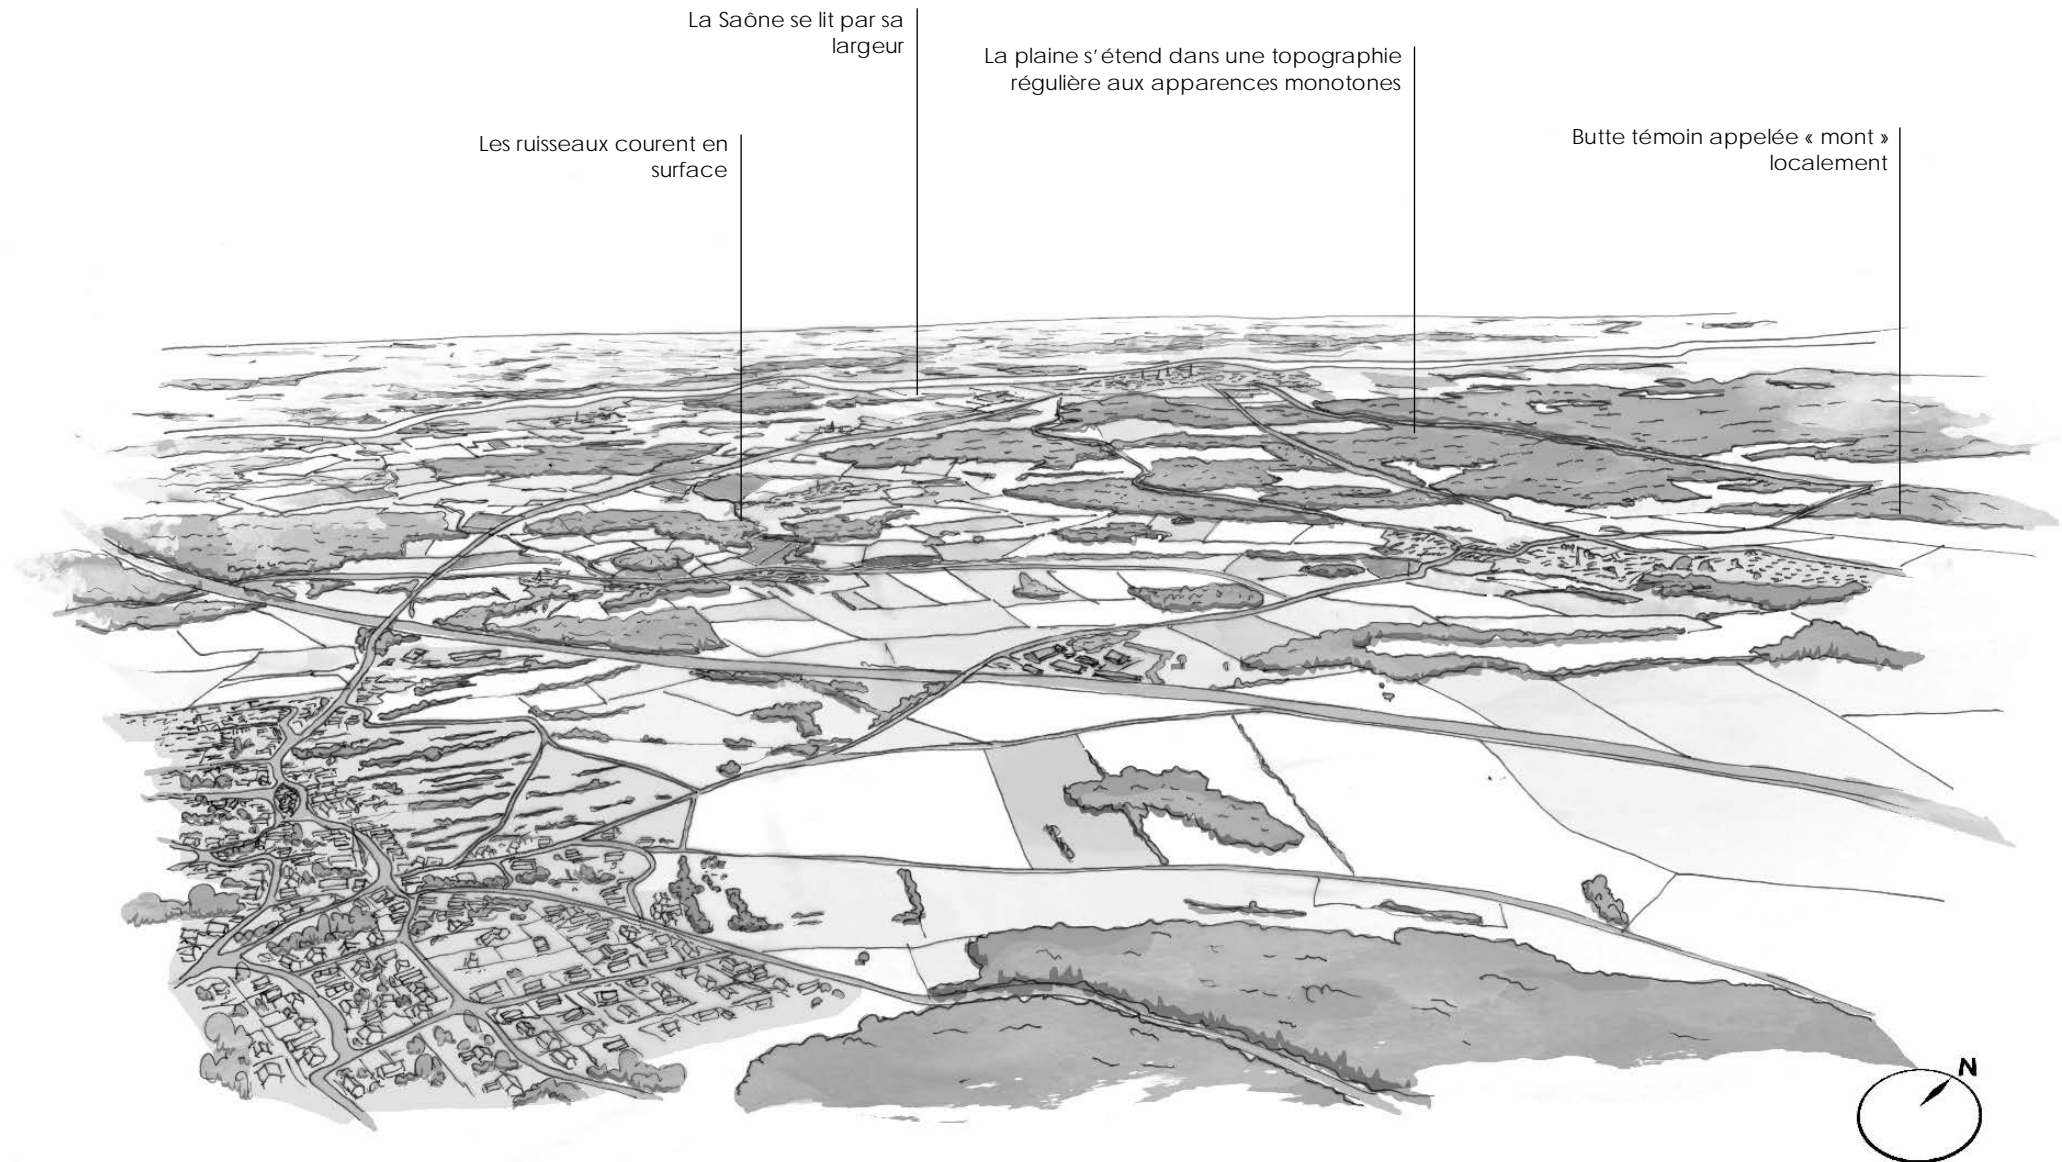 La Saône se lit par sa
largeur
La plaine s'étend dans une topographie
régulière aux apparences monotones
Les ruisseaux courent en
surface
Butte témoin appelée « mont »
localement
N